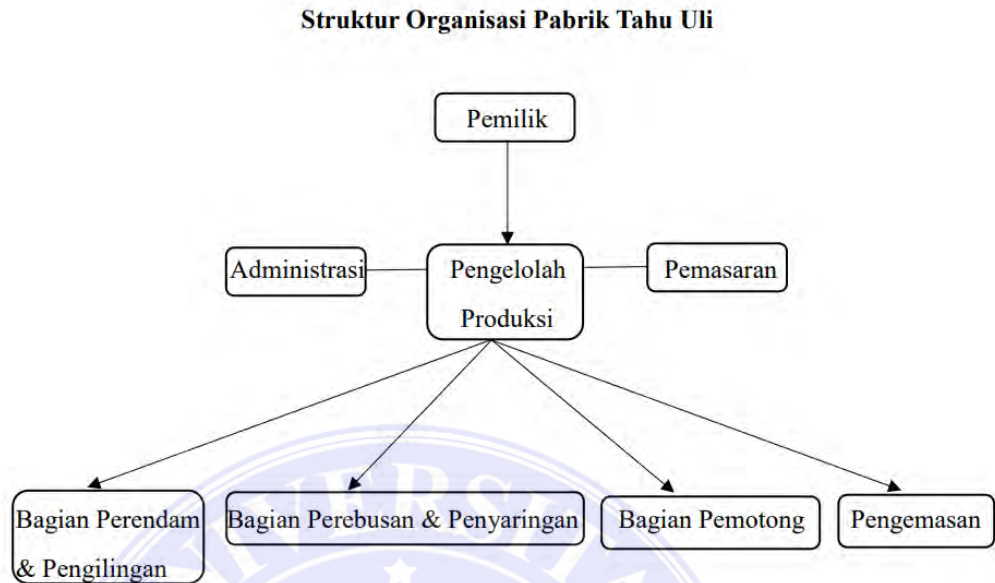 Struktur Organisasi Pabrik Tahu Uli
Pemilik
Administrasi
Pengelolah
Produksi
Pemasaran
Bagian Perendam
& Pengilingan
Bagian Perebusan & Penyaringan
Bagian Pemotong
Pengemasan